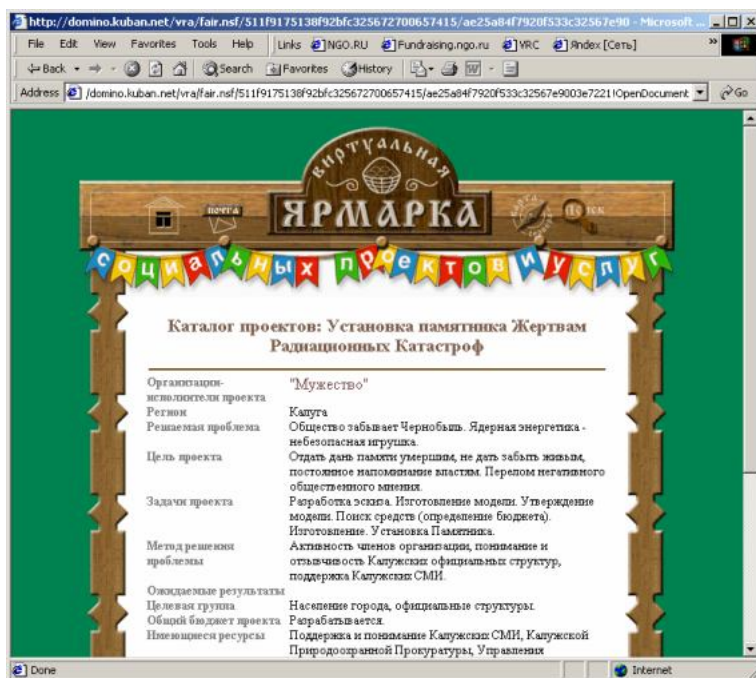 http://domino.kuban.net/vra/fair.nsf/511f9175138f92bfc325672700657415/ae25a84f7920f533c32567e90 - Microsoft ...
File Edit View Favorites Tools Help Links NGO.RU Fundraising.ngo.ru VRC Яndex [Сеть] »
Back Search Favorites History
Address /domino.kuban.net/vra/fair.nsf/511f9175138f92bfc325672700657415/ae25a84f7920f533c32567e9003e7221!OpenDocument Go
виртуальная
почта ЯРМАРКА карта сервера Поиск
социальных проектов и услуг
Каталог проектов: Установка памятника Жертвам
Радиационных Катастроф
Организации- "Мужество"
исполнители проекта
Регион Калуга
Решаемая проблема Общество забывает Чернобыль. Ядерная энергетика -
небезопасная игрушка.
Цель проекта Отдать дань памяти умершим, не дать забыть живым,
постоянное напоминание властям. Перелом негативного
общественного мнения.
Задачи проекта Разработка эскиза. Изготовление модели. Утверждение
модели. Поиск средств (определение бюджета).
Изготовление. Установка Памятника.
Метод решения Активность членов организации, понимание и
проблемы отзывчивость Калужских официальных структур,
поддержка Калужских СМИ.
Ожидаемые результаты
Целевая группа Население города, официальные структуры.
Общий бюджет проекта Разрабатывается.
Имеющиеся ресурсы Поддержка и понимание Калужских СМИ, Калужской
Природоохранной Прокуратуры, Управления
Done Internet